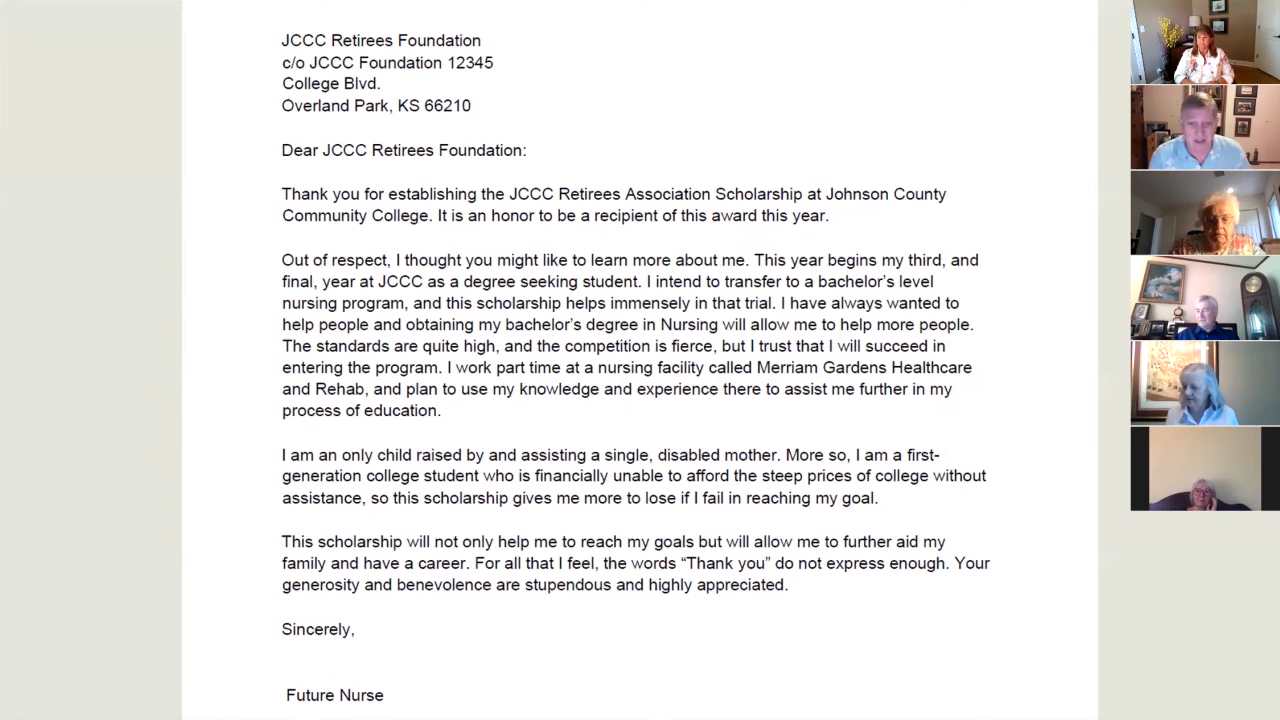 JCCC Retirees Foundation
c/o JCCC Foundation 12345
College Blvd.
Overland Park, KS 66210
Dear JCCC Retirees Foundation:
Thank you for establishing the JCCC Retirees Association Scholarship at Johnson County
Community College. It is an honor to be a recipient of this award this year.
Out of respect, I thought you might like to learn more about me. This year begins my third, and
final, year at JCCC as a degree seeking student. I intend to transfer to a bachelor’s level
nursing program, and this scholarship helps immensely in that trial. I have always wanted to
help people and obtaining my bachelor’s degree in Nursing will allow me to help more people.
The standards are quite high, and the competition is fierce, but I trust that I will succeed in
entering the program. I work part time at a nursing facility called Merriam Gardens Healthcare
and Rehab, and plan to use my knowledge and experience there to assist me further in my
process of education.
I am an only child raised by and assisting a single, disabled mother. More so, I am a first-
generation college student who is financially unable to afford the steep prices of college without
assistance, so this scholarship gives me more to lose if I fail in reaching my goal.
This scholarship will not only help me to reach my goals but will allow me to further aid my
family and have a career. For all that I feel, the words “Thank you” do not express enough. Your
generosity and benevolence are stupendous and highly appreciated.
Sincerely,
Future Nurse